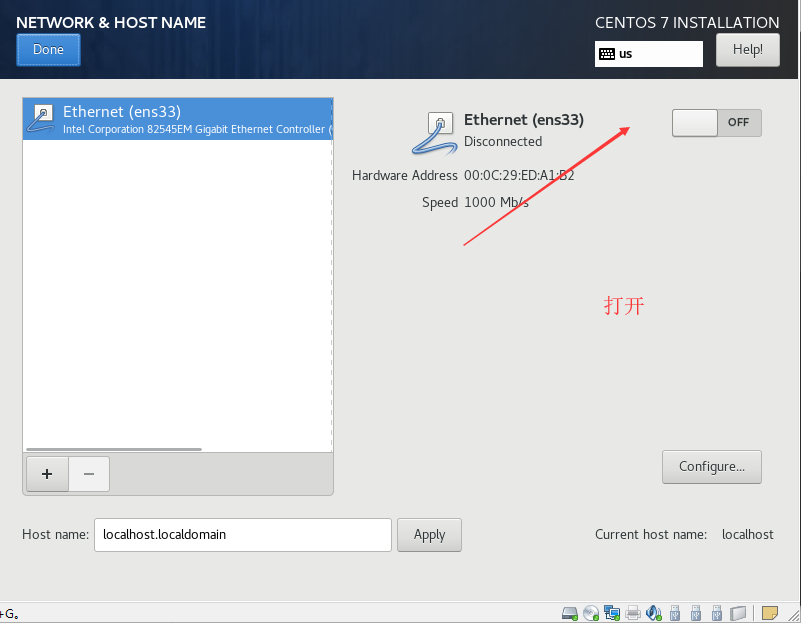 NETWORK & HOST NAME
CENTOS 7 INSTALLATION
Done
us
Help!
Ethernet (ens33)
Intel Corporation 82545EM Gigabit Ethernet Controller (
Ethernet (ens33)
Disconnected
OFF
Hardware Address 00:0C:29:ED:A1:B2
Speed 1000 Mb/s
打开
+ −
Configure...
Host name: localhost.localdomain Apply
Current host name: localhost
+G。